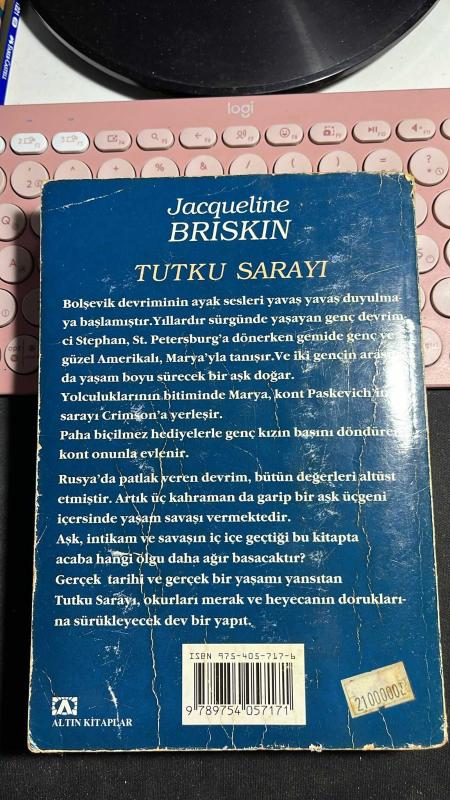 logi
Jacqueline
BRISKIN
TUTKU SARAYI
Bolşevik devriminin ayak sesleri yavaş yavaş duyulma-
ya başlamıştır.Yıllardır sürgünde yaşayan genç devrim
ci Stephan, St. Petersburg'a dönerken gemide genç ve
güzel Amerikalı, Marya'yla tanışır.Ve iki gencin arasın
da yaşam boyu sürecek bir aşk doğar.
Yolculuklarının bitiminde Marya, kont Paskevich'in
sarayı Crimson'a yerleşir.
Paha biçilmez hediyelerle genç kızin başını döndüren
kont onunla evlenir.
Rusya'da patlak veren devrim, bütün değerleri altüst
etmiştir. Artık üç kahraman da garip bir aşk üçgeni
içersinde yaşam savaşı vermektedir.
Aşk, intikam ve savaşın iç içe geçtiği bu kitapta
acaba hangi olgu daha ağır basacaktır?
Gerçek tarihi ve gerçek bir yaşamı yansıtan
Tutku Sarayı, okurları merak ve heyecanın dorukları-
na sürükleyecek dev bir yapıt.
ISBN 975-405-717-6
9 789754 057171
ALTIN KİTAPLAR
2100000£